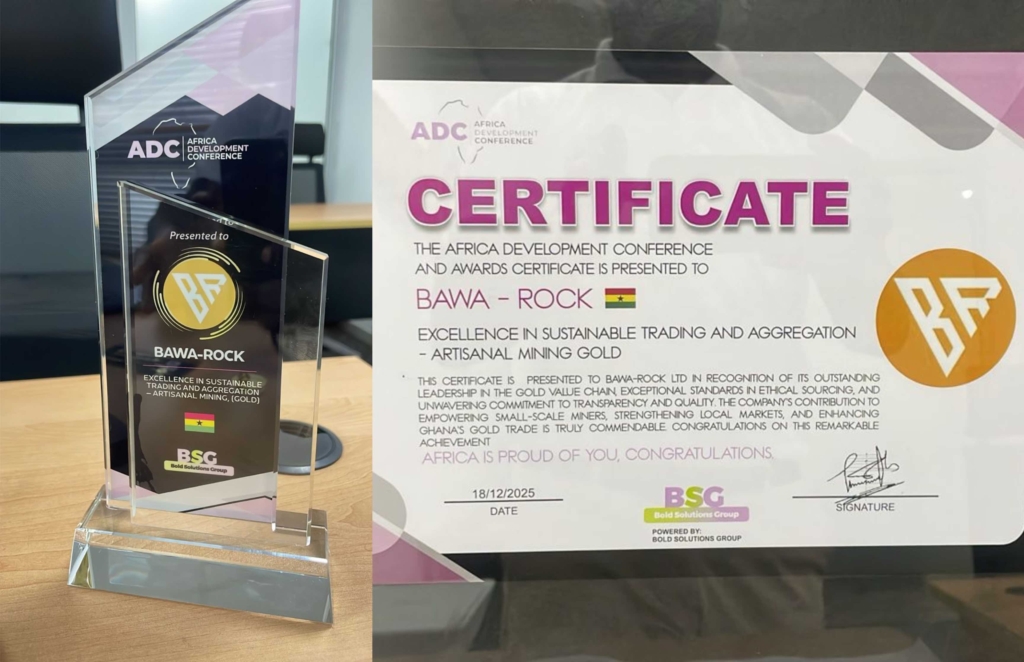 ADC
AFRICA
DEVELOPMENT
CONFERENCE
Presented to
BR
BAWA-ROCK
EXCELLENCE IN SUSTAINABLE
TRADING AND AGGREGATION
– ARTISANAL MINING, (GOLD)
BSG
Bold Solutions Group
ADC
AFRICA
DEVELOPMENT
CONFERENCE
CERTIFICATE
THE AFRICA DEVELOPMENT CONFERENCE
AND AWARDS CERTIFICATE IS PRESENTED TO
BAWA – ROCK
BR
EXCELLENCE IN SUSTAINABLE TRADING AND AGGREGATION
– ARTISANAL MINING GOLD
THIS CERTIFICATE IS PRESENTED TO BAWA-ROCK LTD IN RECOGNITION OF ITS OUTSTANDING
LEADERSHIP IN THE GOLD VALUE CHAIN, EXCEPTIONAL STANDARDS IN ETHICAL SOURCING, AND
UNWAVERING COMMITMENT TO TRANSPARENCY AND QUALITY. THE COMPANY'S CONTRIBUTION TO
EMPOWERING SMALL-SCALE MINERS, STRENGTHENING LOCAL MARKETS, AND ENHANCING
GHANA'S GOLD TRADE IS TRULY COMMENDABLE. CONGRATULATIONS ON THIS REMARKABLE
ACHIEVEMENT
AFRICA IS PROUD OF YOU, CONGRATULATIONS.
18/12/2025
DATE
BSG
Bold Solutions Group
POWERED BY:
BOLD SOLUTIONS GROUP
SIGNATURE